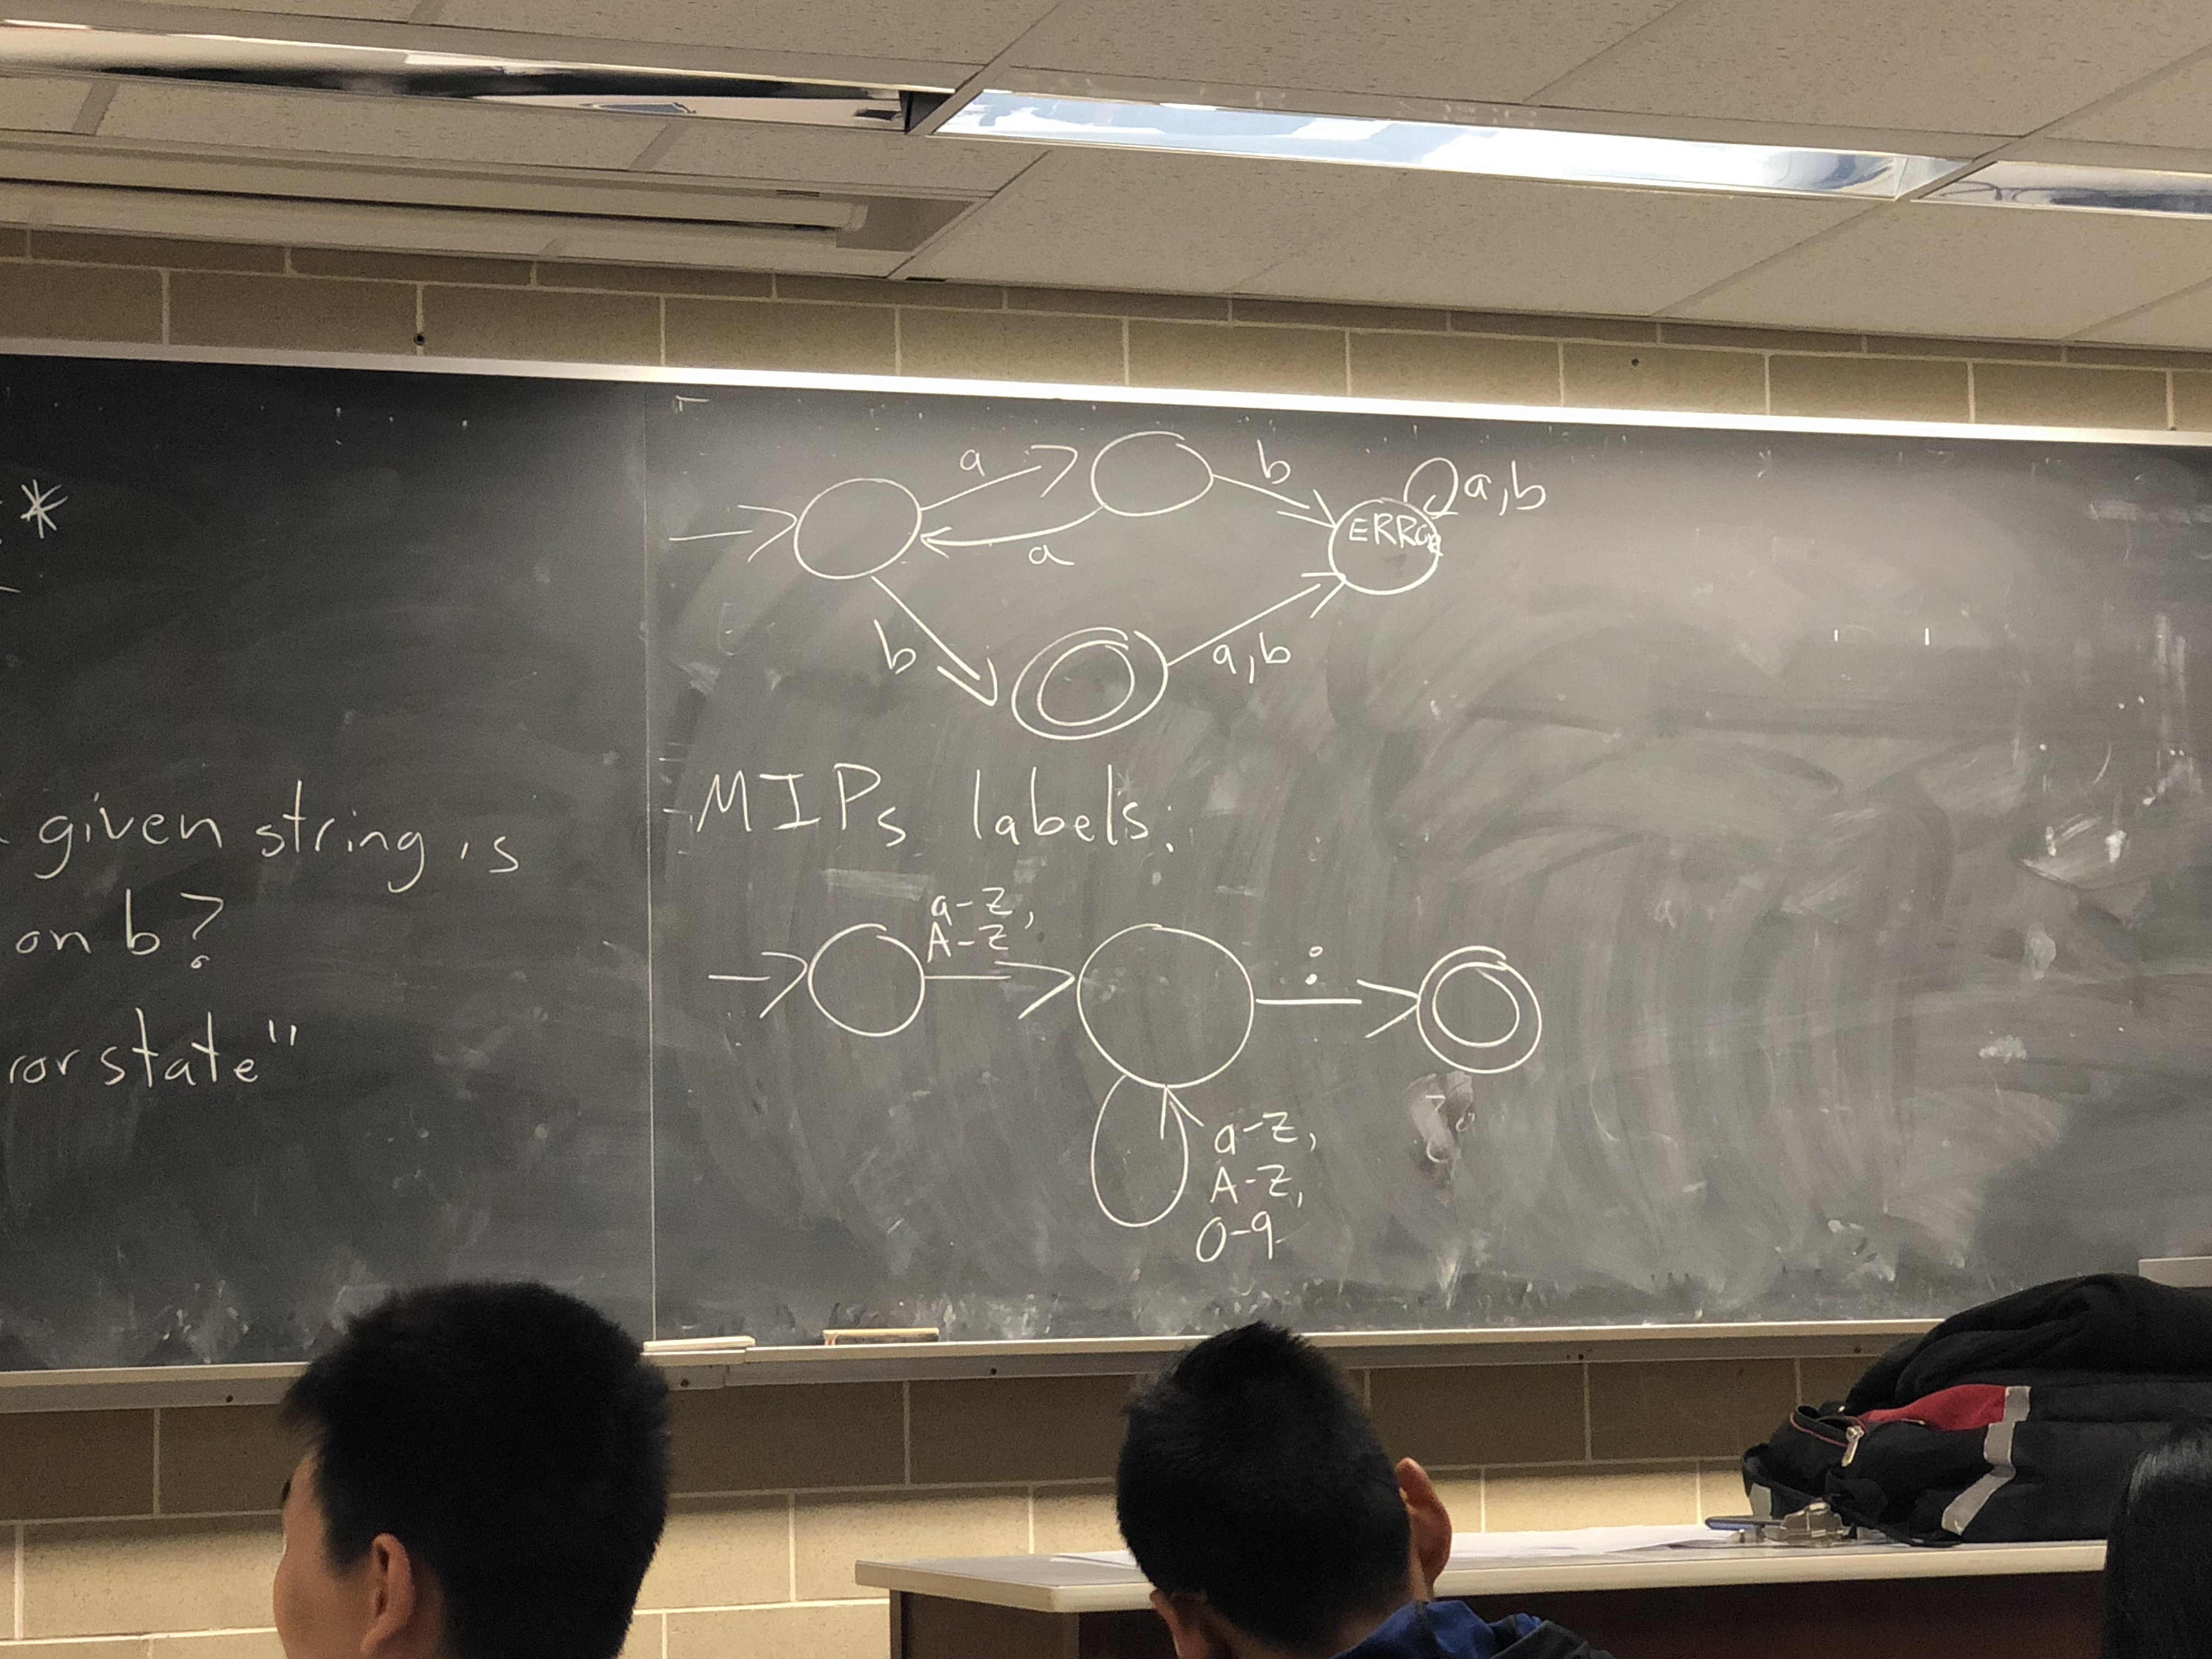 *
given string is
on b?
ror state"
a
b
a,b
ERROR
a
b
a,b
MIPs labels:
a-z,
A-Z
:
a-z,
A-Z,
0-9